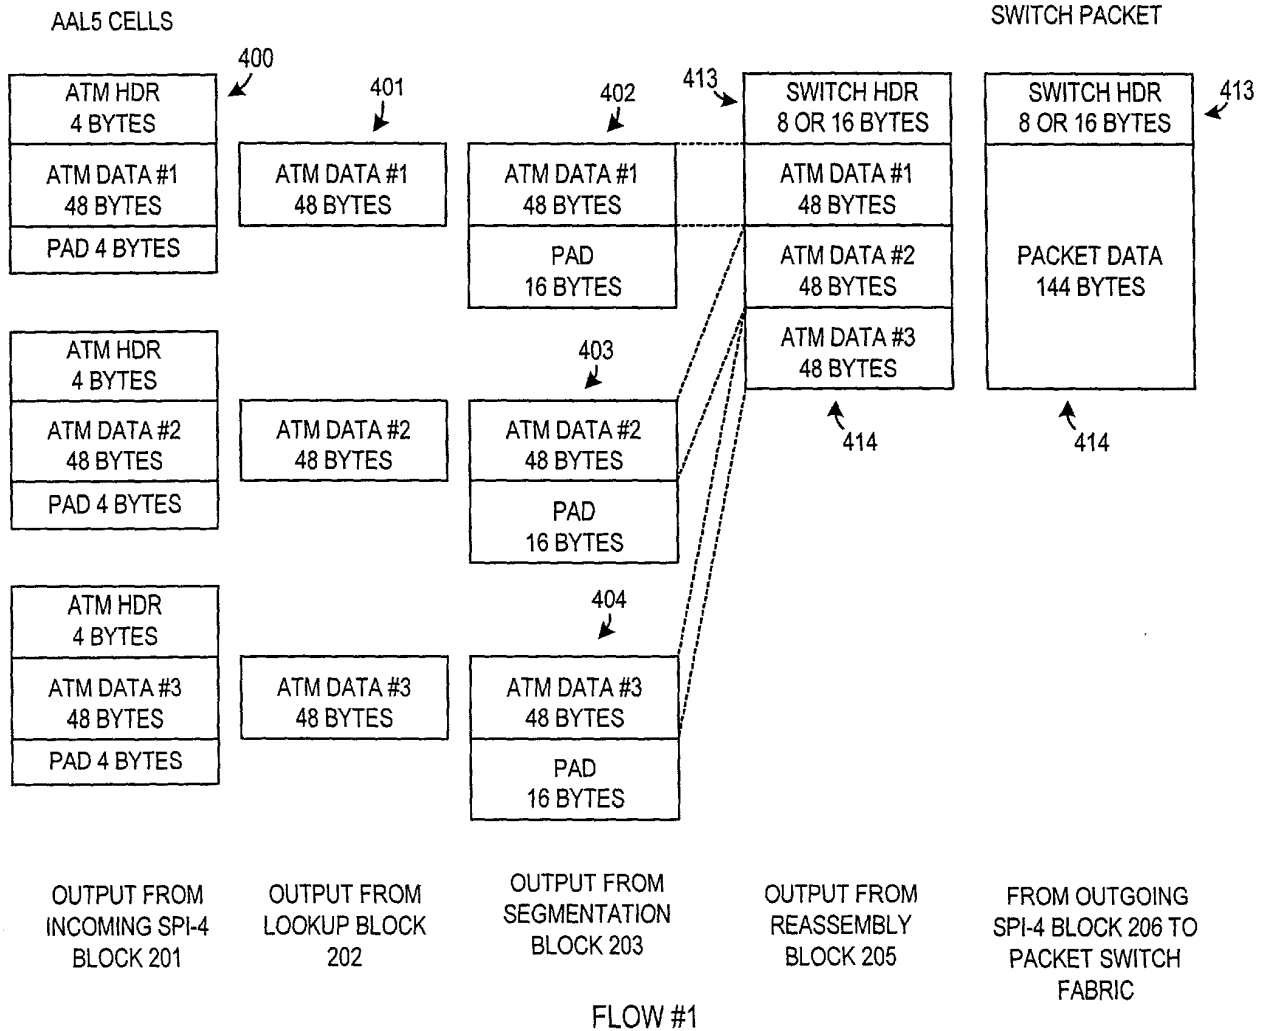 AAL5 CELLS
SWITCH PACKET
400
ATM HDR
4 BYTES
ATM DATA #1
48 BYTES
PAD 4 BYTES
401
ATM DATA #1
48 BYTES
402
ATM DATA #1
48 BYTES
PAD
16 BYTES
413
SWITCH HDR
8 OR 16 BYTES
ATM DATA #1
48 BYTES
ATM DATA #2
48 BYTES
ATM DATA #3
48 BYTES
414
SWITCH HDR
8 OR 16 BYTES
413
PACKET DATA
144 BYTES
414
ATM HDR
4 BYTES
ATM DATA #2
48 BYTES
PAD 4 BYTES
ATM DATA #2
48 BYTES
403
ATM DATA #2
48 BYTES
PAD
16 BYTES
ATM HDR
4 BYTES
ATM DATA #3
48 BYTES
PAD 4 BYTES
ATM DATA #3
48 BYTES
404
ATM DATA #3
48 BYTES
PAD
16 BYTES
OUTPUT FROM
INCOMING SPI-4
BLOCK 201
OUTPUT FROM
LOOKUP BLOCK
202
OUTPUT FROM
SEGMENTATION
BLOCK 203
OUTPUT FROM
REASSEMBLY
BLOCK 205
FROM OUTGOING
SPI-4 BLOCK 206 TO
PACKET SWITCH
FABRIC
FLOW #1